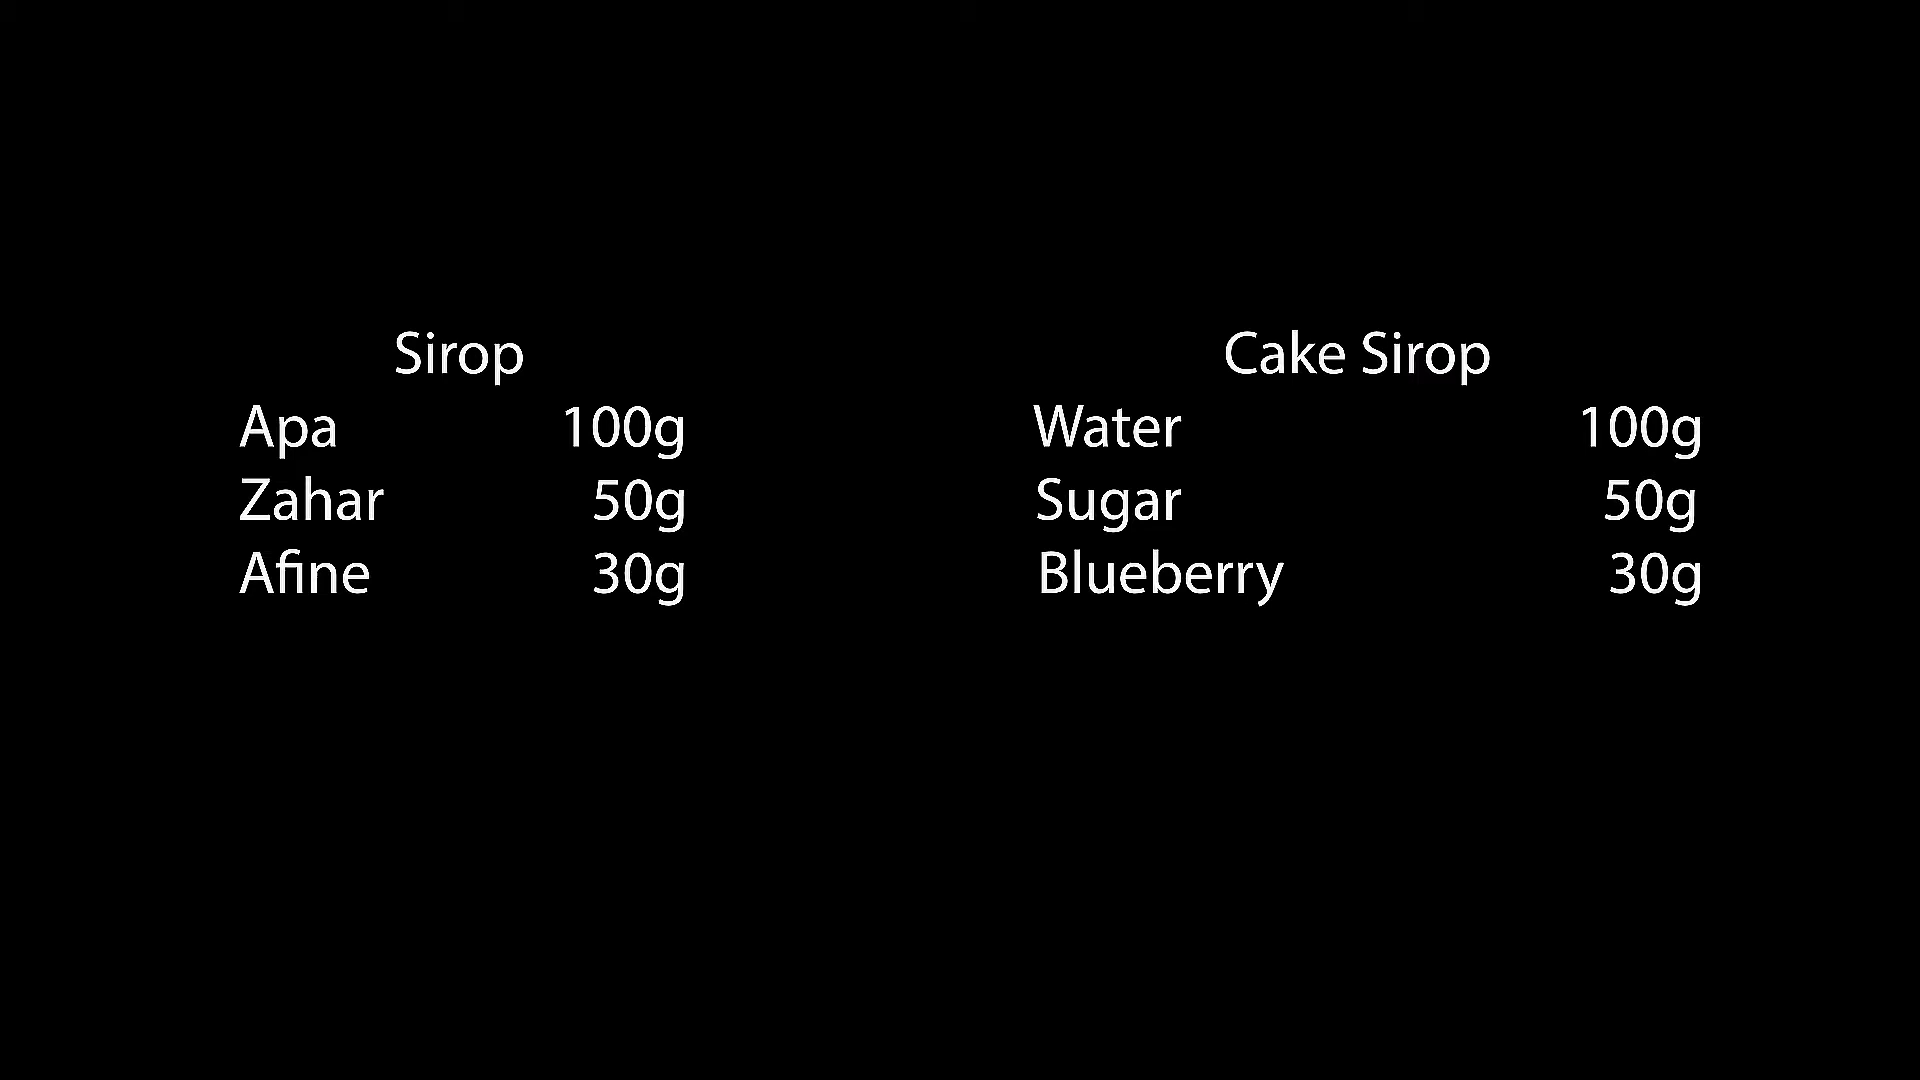 Sirop
Apa 100g
Zahar 50g
Afine 30g
Cake Sirop
Water 100g
Sugar 50g
Blueberry 30g